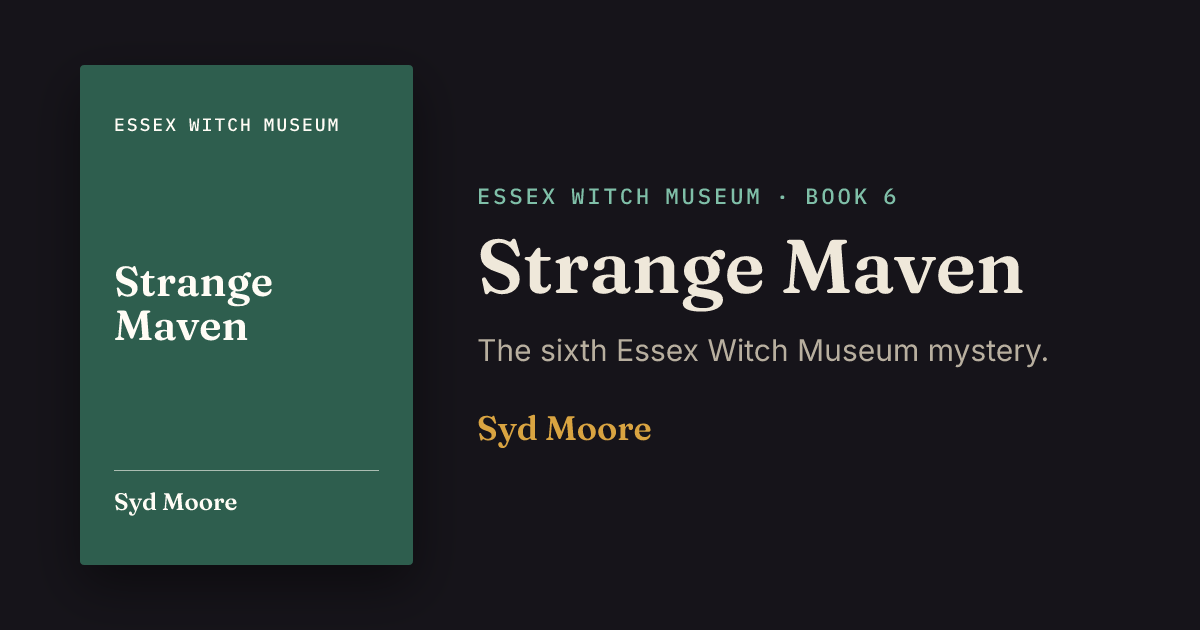 ESSEX WITCH MUSEUM
Strange
Maven
Syd Moore
ESSEX WITCH MUSEUM · BOOK 6
Strange Maven
The sixth Essex Witch Museum mystery.
Syd Moore